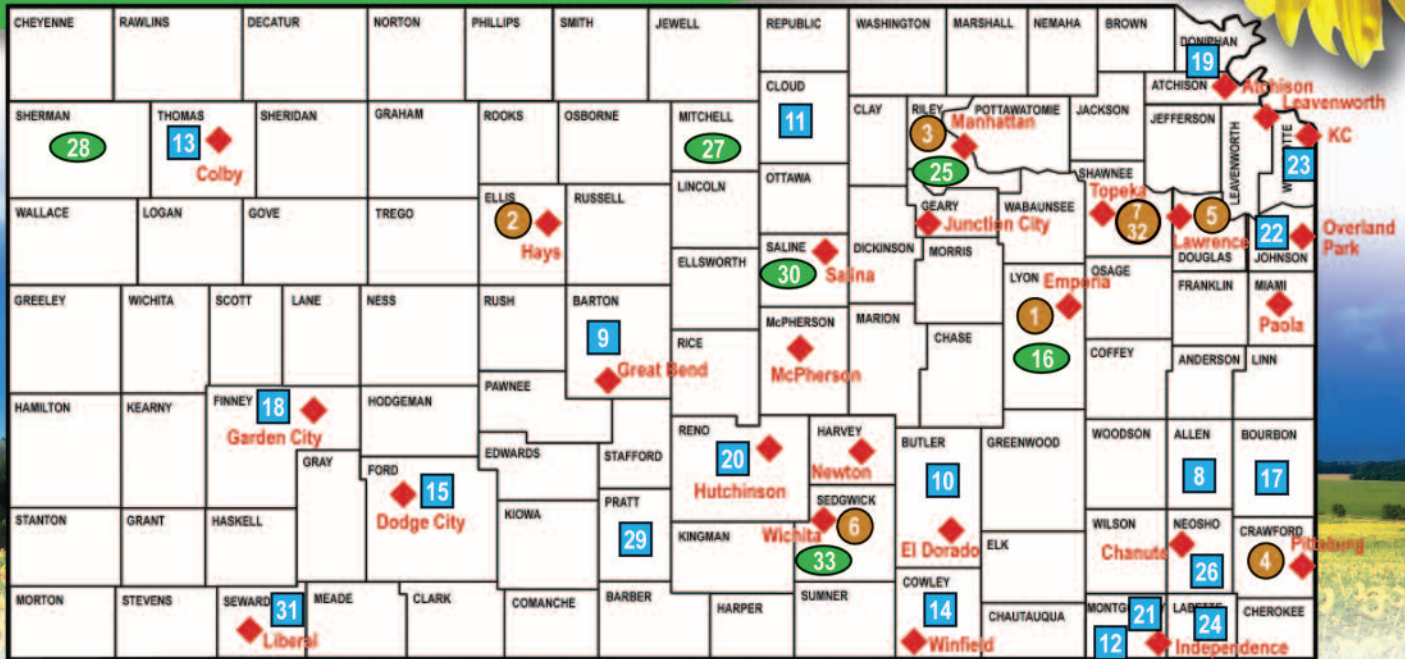 CHEYENNE
RAWLINS
DECATUR
NORTON
PHILLIPS
SMITH
JEWELL
REPUBLIC
WASHINGTON
MARSHALL
NEMAHA
BROWN
DONIPHAN
19
ATCHISON
Atchison
Leavenworth
SHERMAN
28
THOMAS
13
Colby
SHERIDAN
GRAHAM
ROOKS
OSBORNE
MITCHELL
27
CLOUD
11
CLAY
RILEY
3
Manhattan
25
POTTAWATOMIE
JACKSON
JEFFERSON
LEAVENWORTH
KC
23
WALLACE
LOGAN
GOVE
TREGO
ELLIS
2
Hays
RUSSELL
LINCOLN
OTTAWA
GEARY
Junction City
WABAUNSEE
SHAWNEE
Topeka
7
32
5
Lawrence
DOUGLAS
22
JOHNSON
Overland
Park
ELLSWORTH
SALINE
30
Salina
DICKINSON
MORRIS
LYON
Emporia
1
16
OSAGE
FRANKLIN
MIAMI
Paola
GREELEY
WICHITA
SCOTT
LANE
NESS
RUSH
BARTON
9
Great Bend
RICE
McPHERSON
McPherson
MARION
CHASE
COFFEY
ANDERSON
LINN
HAMILTON
KEARNY
FINNEY
18
Garden City
HODGEMAN
PAWNEE
EDWARDS
STAFFORD
RENO
20
Hutchinson
HARVEY
Newton
BUTLER
10
El Dorado
GREENWOOD
WOODSON
ALLEN
8
BOURBON
17
STANTON
GRANT
HASKELL
GRAY
FORD
15
Dodge City
KIOWA
PRATT
29
KINGMAN
SEDGWICK
Wichita
6
33
ELK
WILSON
NEOSHO
Chanute
26
CRAWFORD
4
Pittsburg
MORTON
STEVENS
SEWARD
31
Liberal
MEADE
CLARK
COMANCHE
BARBER
HARPER
SUMNER
COWLEY
14
Winfield
CHAUTAUQUA
21
12
Independence
24
CHEROKEE